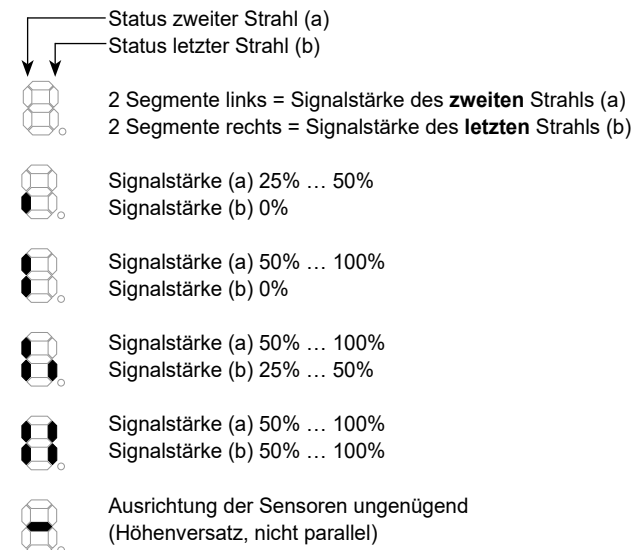 Status zweiter Strahl (a)
Status letzter Strahl (b)
2 Segmente links = Signalstärke des zweiten Strahls (a)
2 Segmente rechts = Signalstärke des letzten Strahls (b)
Signalstärke (a) 25% … 50%
Signalstärke (b) 0%
Signalstärke (a) 50% … 100%
Signalstärke (b) 0%
Signalstärke (a) 50% … 100%
Signalstärke (b) 25% … 50%
Signalstärke (a) 50% … 100%
Signalstärke (b) 50% … 100%
Ausrichtung der Sensoren ungenügend
(Höhenversatz, nicht parallel)